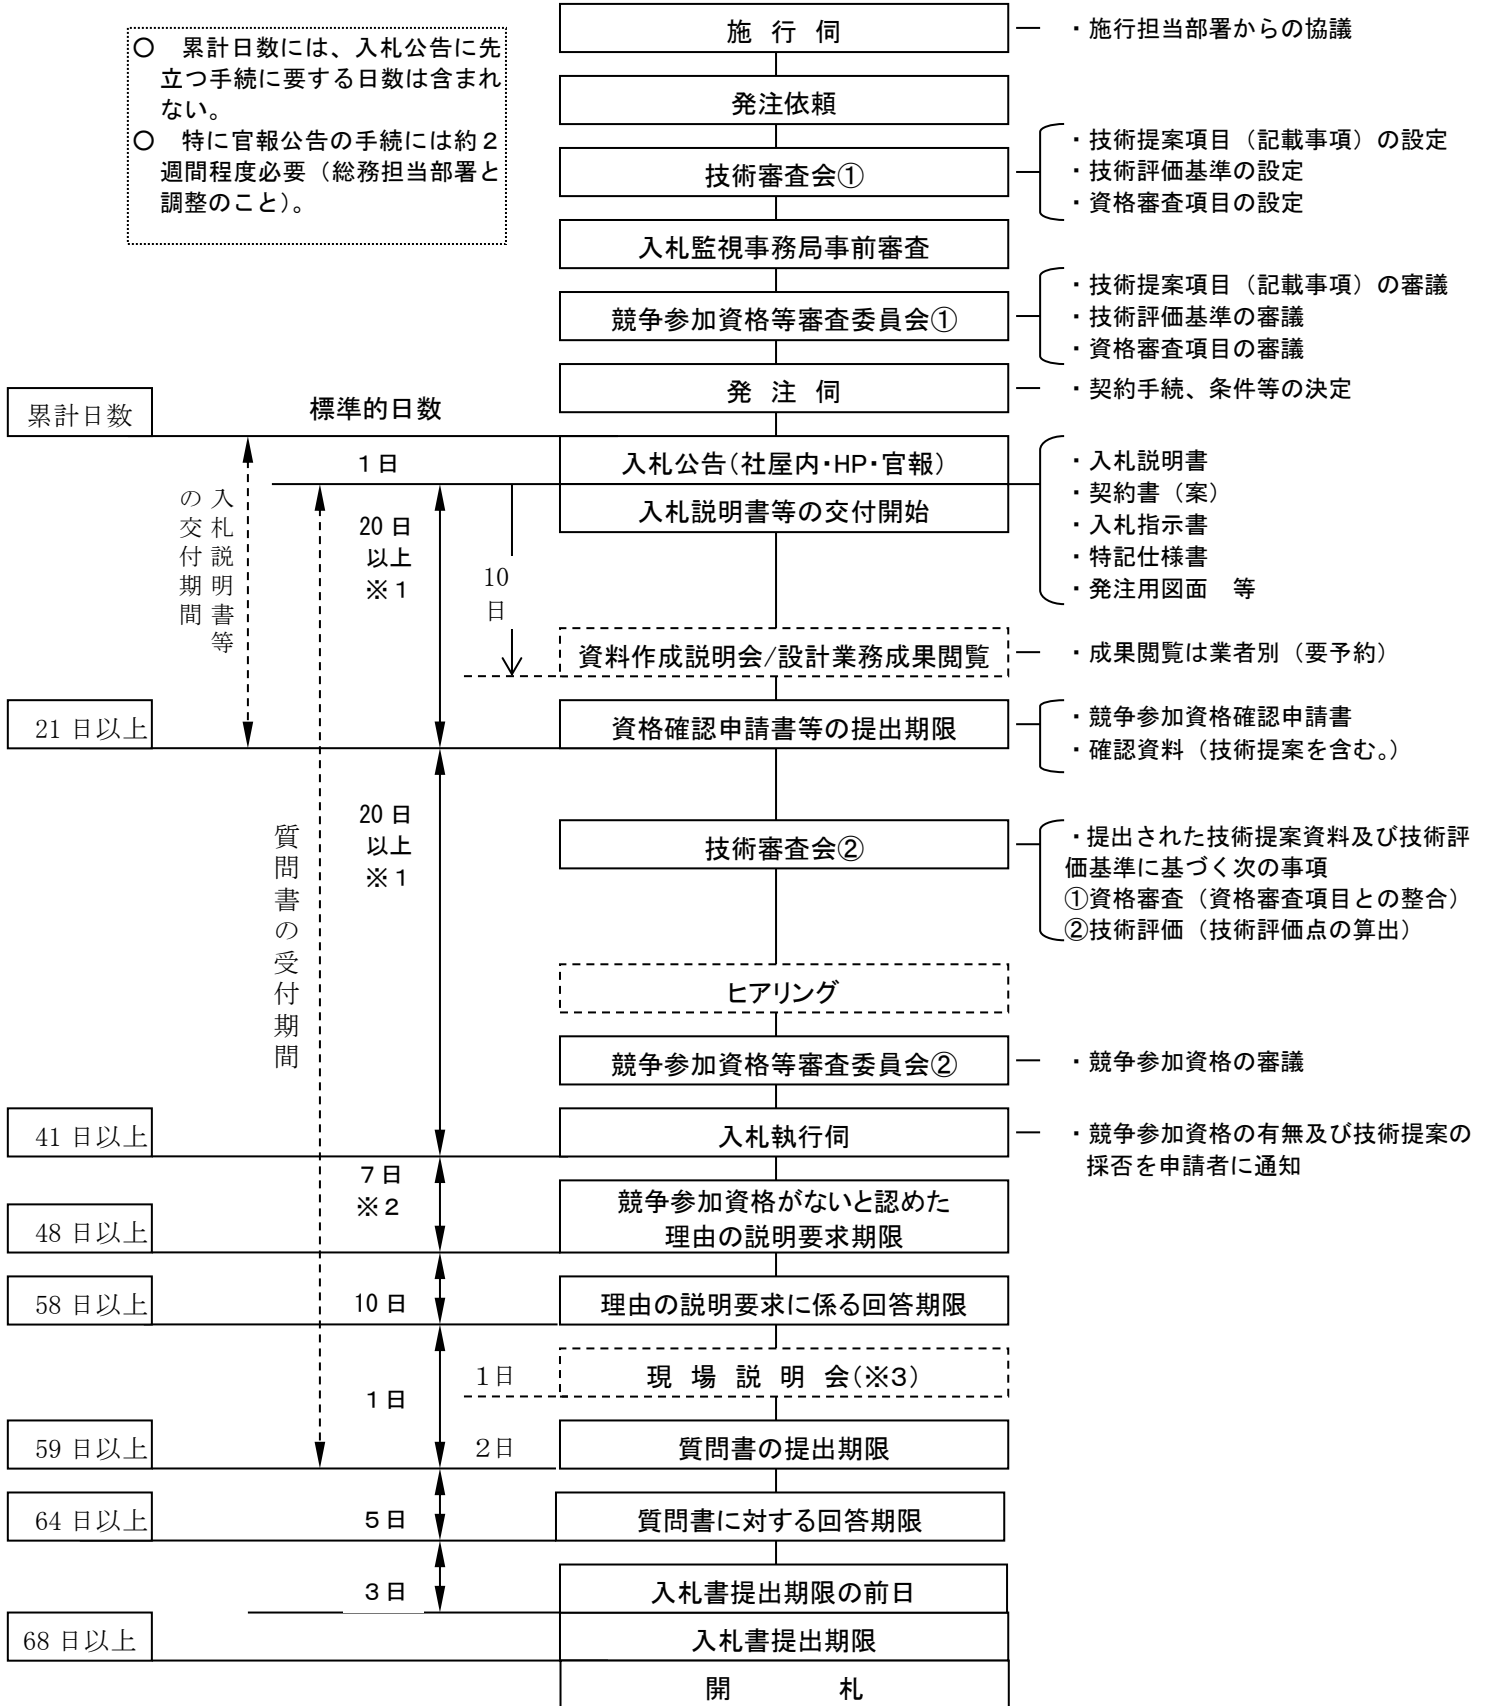 施 行 伺
― ・施行担当部署からの協議
○ 累計日数には、入札公告に先
立つ手続に要する日数は含まれ
ない。
○ 特に官報公告の手続には約２
週間程度必要（総務担当部署と
調整のこと）。
発注依頼
技術審査会①
・技術提案項目（記載事項）の設定
・技術評価基準の設定
・資格審査項目の設定
入札監視事務局事前審査
競争参加資格等審査委員会①
・技術提案項目（記載事項）の審議
・技術評価基準の審議
・資格審査項目の審議
発 注 伺
― ・契約手続、条件等の決定
累計日数
標準的日数
１日
入札公告（社屋内・HP・官報）
入札説明書等の交付開始
・入札説明書
・契約書（案）
・入札指示書
・特記仕様書
・発注用図面 等
入札説明書等
の交付期間
20 日
以上
※１
10
日
資料作成説明会/設計業務成果閲覧
― ・成果閲覧は業者別（要予約）
21 日以上
資格確認申請書等の提出期限
・競争参加資格確認申請書
・確認資料（技術提案を含む。）
質問書の受付期間
20 日
以上
※１
技術審査会②
・提出された技術提案資料及び技術評
価基準に基づく次の事項
①資格審査（資格審査項目との整合）
②技術評価（技術評価点の算出）
ヒアリング
競争参加資格等審査委員会②
― ・競争参加資格の審議
41 日以上
入札執行伺
― ・競争参加資格の有無及び技術提案の
採否を申請者に通知
７日
※２
競争参加資格がないと認めた
理由の説明要求期限
48 日以上
58 日以上
10 日
理由の説明要求に係る回答期限
１日
現 場 説 明 会（※３）
１日
59 日以上
２日
質問書の提出期限
64 日以上
５日
質問書に対する回答期限
３日
入札書提出期限の前日
68 日以上
入札書提出期限
開 札